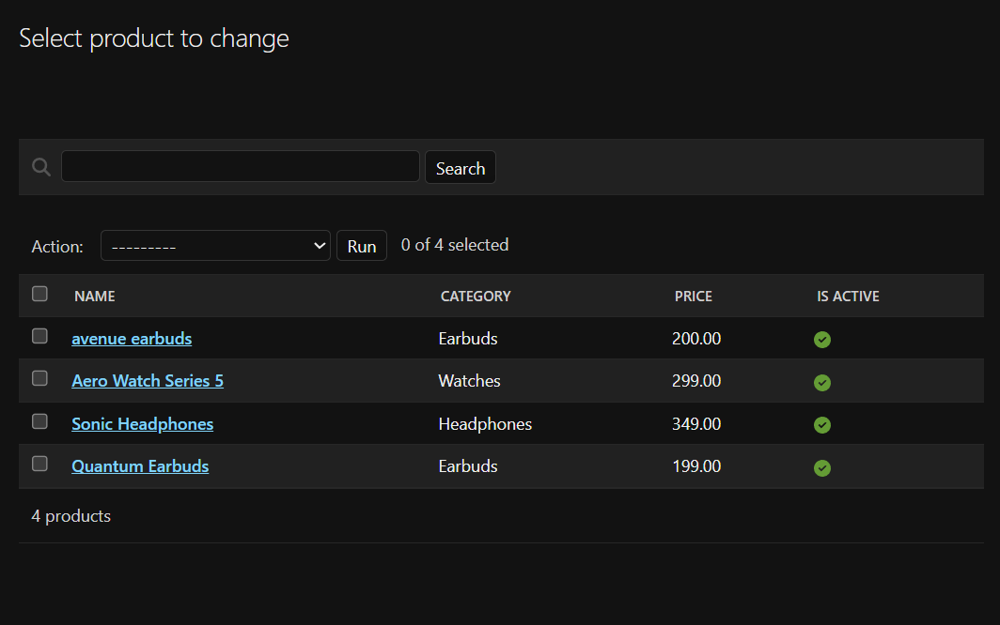 Select product to change
Search
Action: --------- Run 0 of 4 selected
NAME CATEGORY PRICE IS ACTIVE
avenue earbuds Earbuds 200.00
Aero Watch Series 5 Watches 299.00
Sonic Headphones Headphones 349.00
Quantum Earbuds Earbuds 199.00
4 products